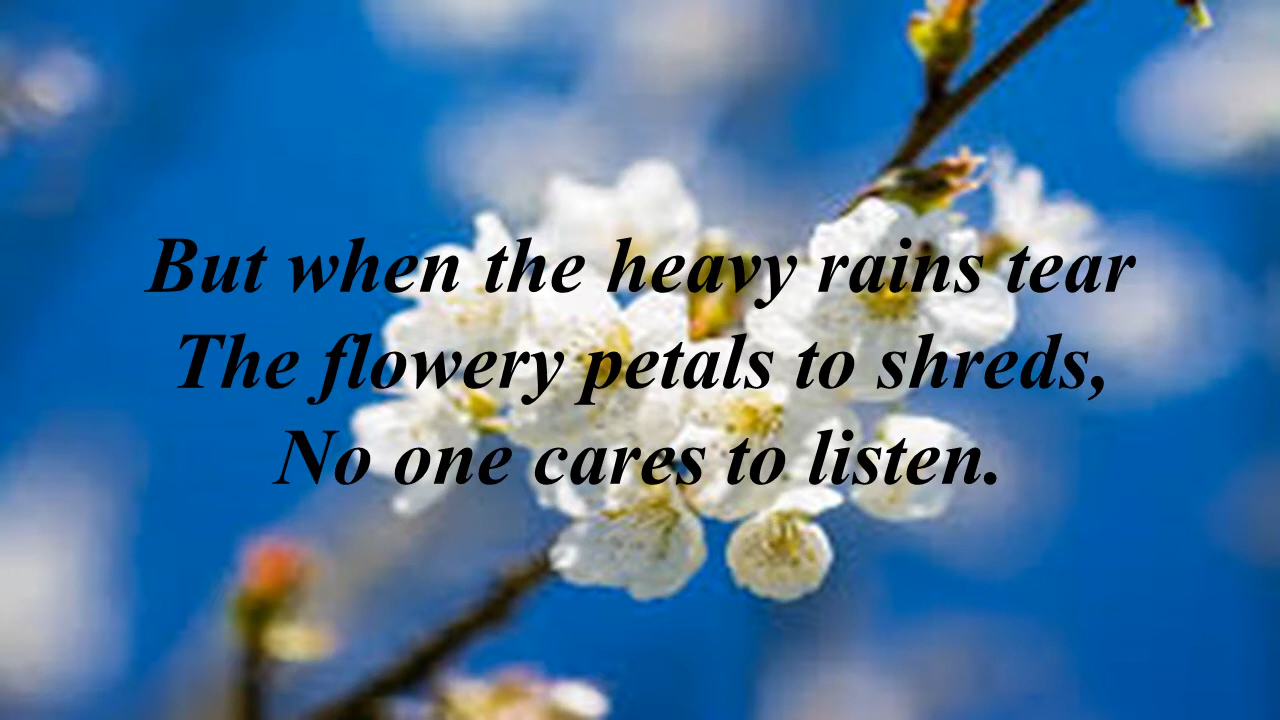 But when the heavy rains tear
The flowery petals to shreds,
No one cares to listen.